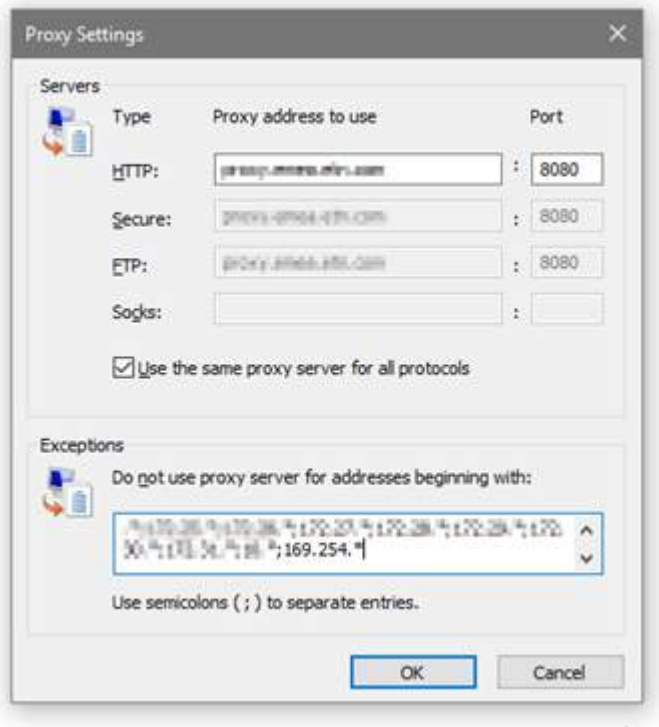 Proxy Settings
Servers
Type Proxy address to use Port
HTTP: : 8080
Secure: : 8080
FTP: : 8080
Socks: :
Use the same proxy server for all protocols
Exceptions
Do not use proxy server for addresses beginning with:
*;169.254.*
Use semicolons ( ; ) to separate entries.
OK Cancel